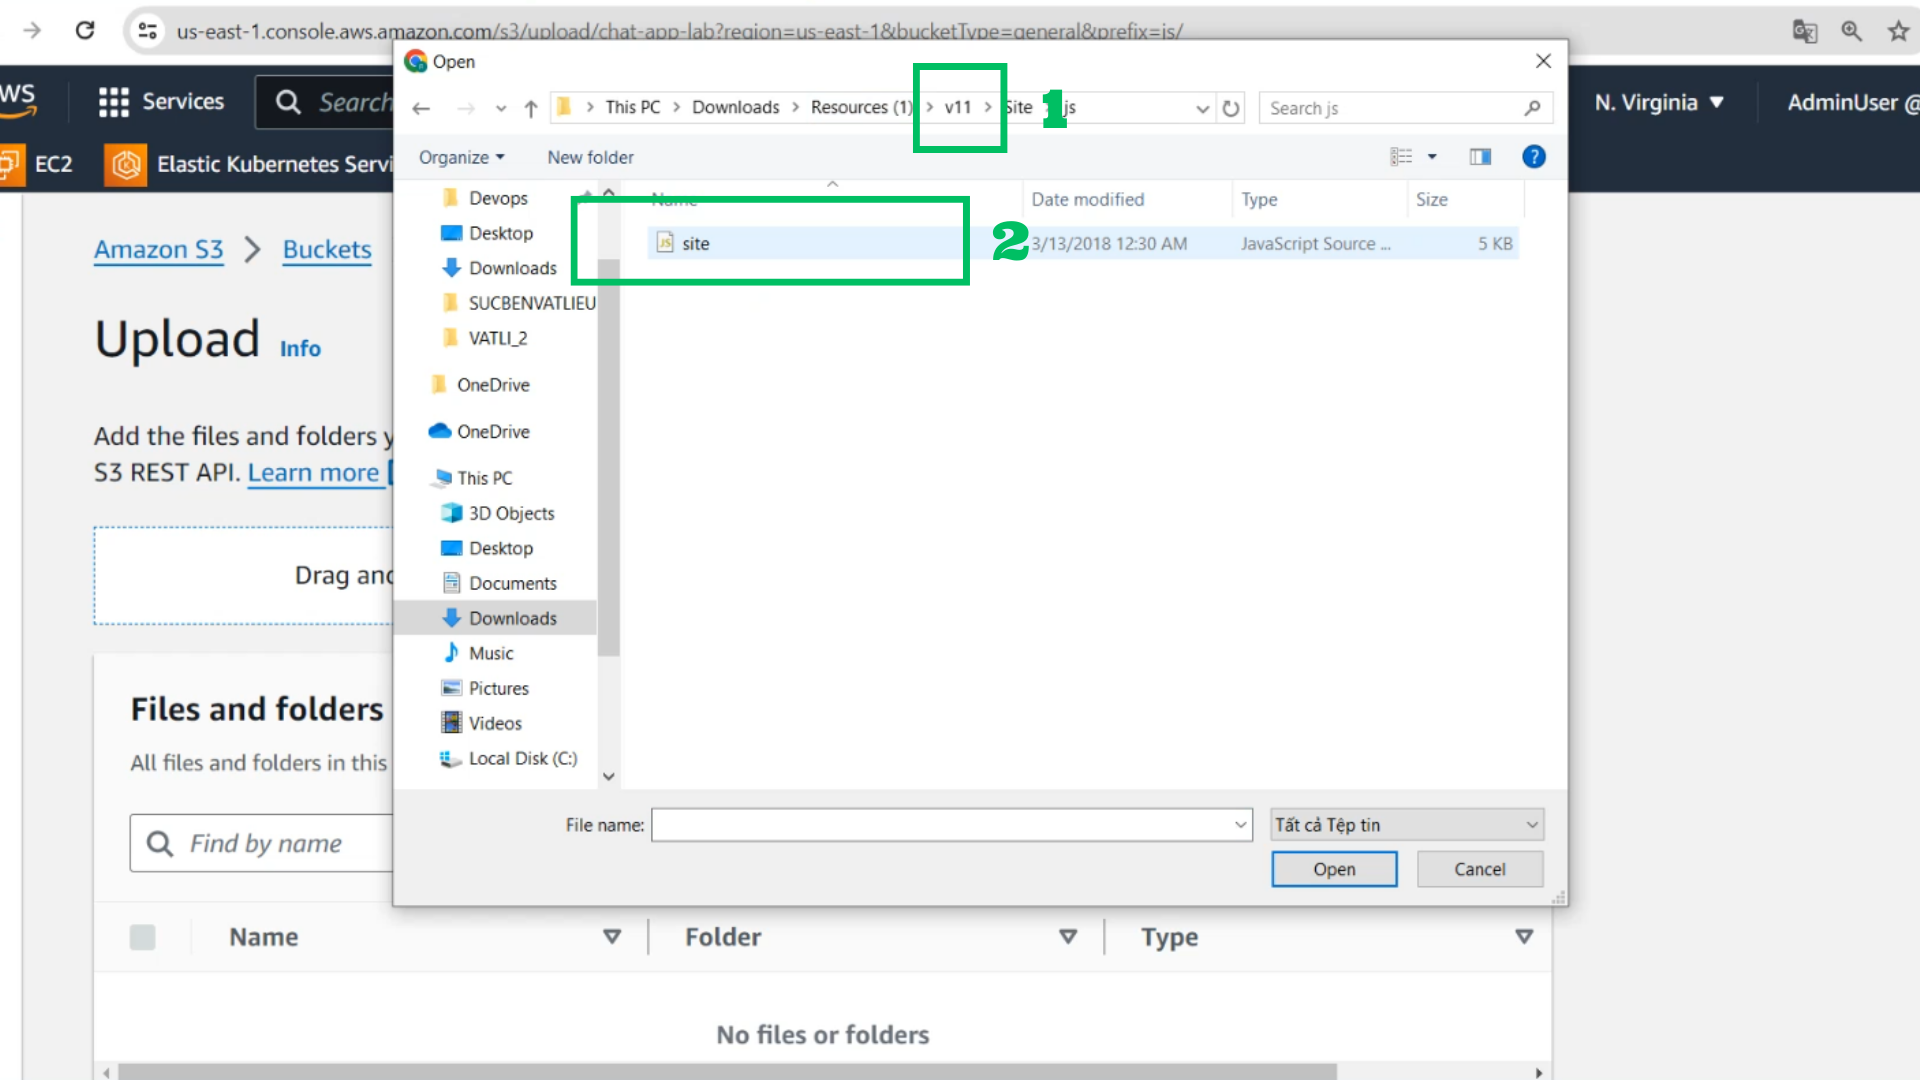 us-east-1.console.aws.amazon.com/s3/upload/chat-app-lab?region=us-east-1&bucketType=general&prefix=js/
Open
Services
Search
N. Virginia
AdminUser @
This PC > Downloads > Resources (1) > v11 > Site js
1
Search js
EC2
Elastic Kubernetes Servi
Organize
New folder
Name
Date modified
Type
Size
site
2
3/13/2018 12:30 AM
JavaScript Source ...
5 KB
Devops
Desktop
Downloads
SUCBENVATLIEU
VATLI_2
OneDrive
OneDrive
This PC
3D Objects
Desktop
Documents
Downloads
Music
Pictures
Videos
Local Disk (C:)
File name:
Tất cả Tệp tin
Open
Cancel
Amazon S3 > Buckets
Upload Info
Add the files and folders y
S3 REST API. Learn more
Drag and
Files and folders
All files and folders in this
Find by name
Name
Folder
Type
No files or folders